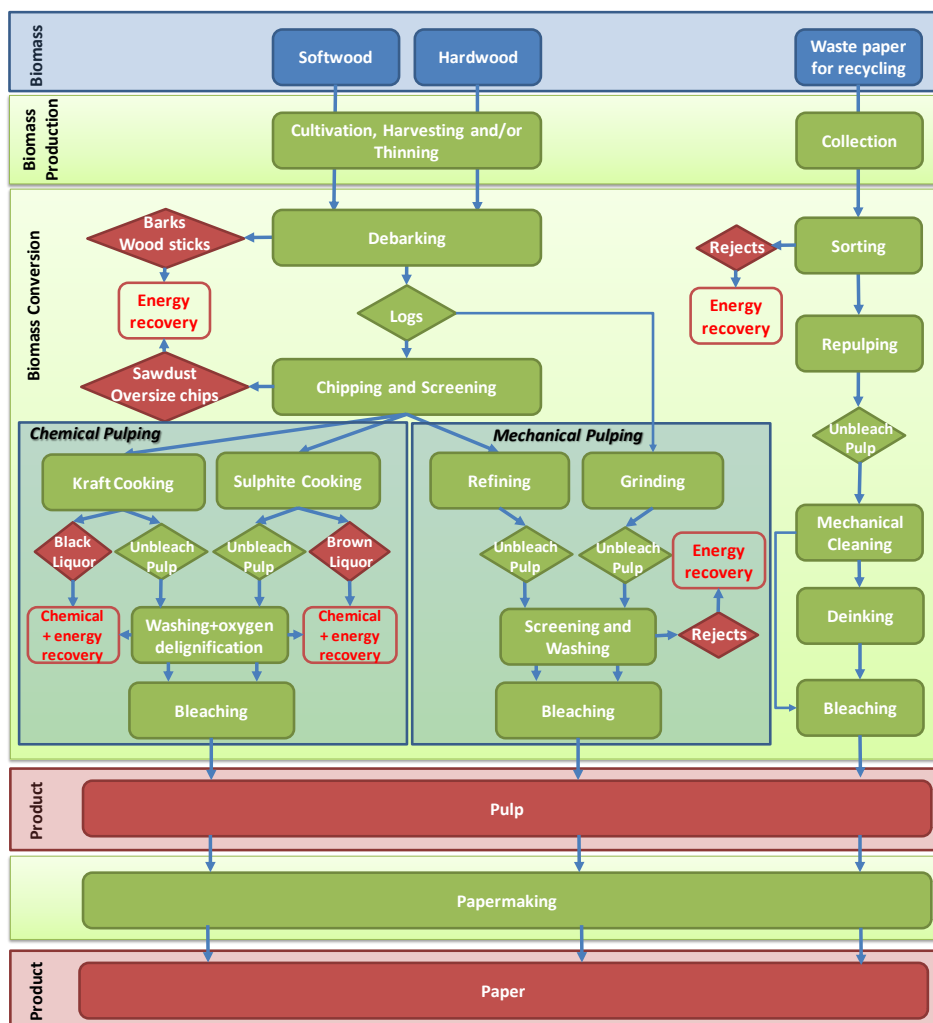 Biomass
Softwood
Hardwood
Waste paper
for recycling
Biomass
Production
Cultivation, Harvesting and/or
Thinning
Collection
Biomass Conversion
Barks
Wood sticks
Debarking
Rejects
Sorting
Energy
recovery
Logs
Energy
recovery
Repulping
Sawdust
Oversize chips
Chipping and Screening
Unbleach
Pulp
Chemical Pulping
Kraft Cooking
Sulphite Cooking
Mechanical Pulping
Refining
Grinding
Black
Liquor
Unbleach
Pulp
Unbleach
Pulp
Brown
Liquor
Unbleach
Pulp
Unbleach
Pulp
Energy
recovery
Mechanical
Cleaning
Chemical
+ energy
recovery
Washing+oxygen
delignification
Chemical
+ energy
recovery
Screening and
Washing
Rejects
Deinking
Bleaching
Bleaching
Bleaching
Product
Pulp
Papermaking
Product
Paper